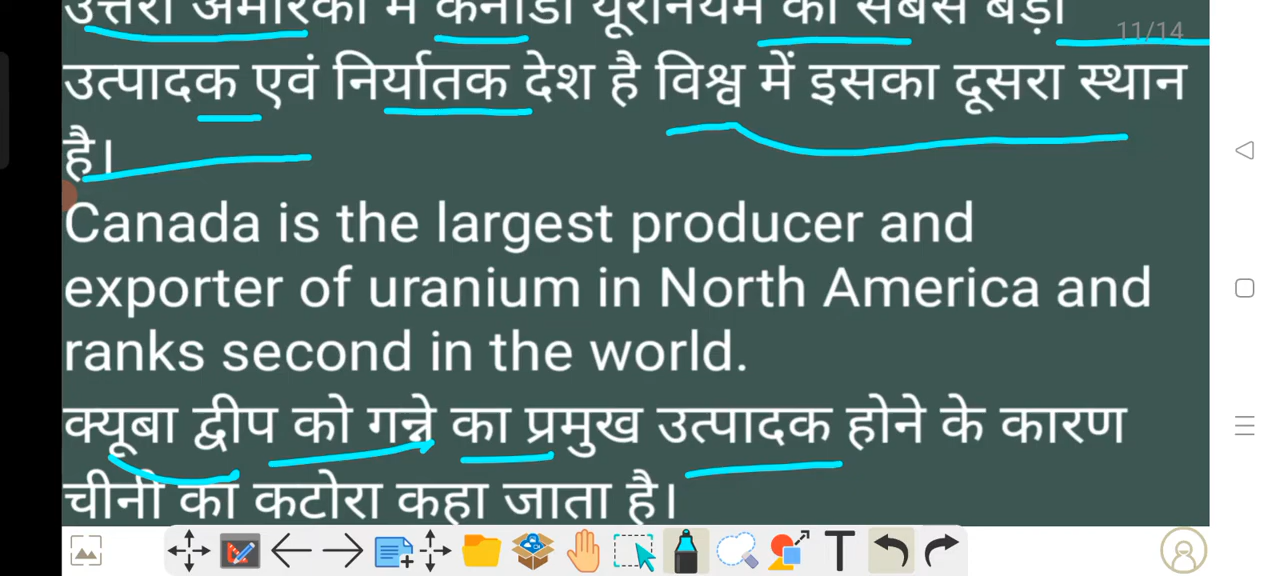 उत्तरी अमेरिका में कनाडा यूरेनियम का सबसे बड़ा
11/14
उत्पादक एवं निर्यातक देश है विश्व में इसका दूसरा स्थान
है।
Canada is the largest producer and
exporter of uranium in North America and
ranks second in the world.
क्यूबा द्वीप को गन्ने का प्रमुख उत्पादक होने के कारण
चीनी का कटोरा कहा जाता है।
T